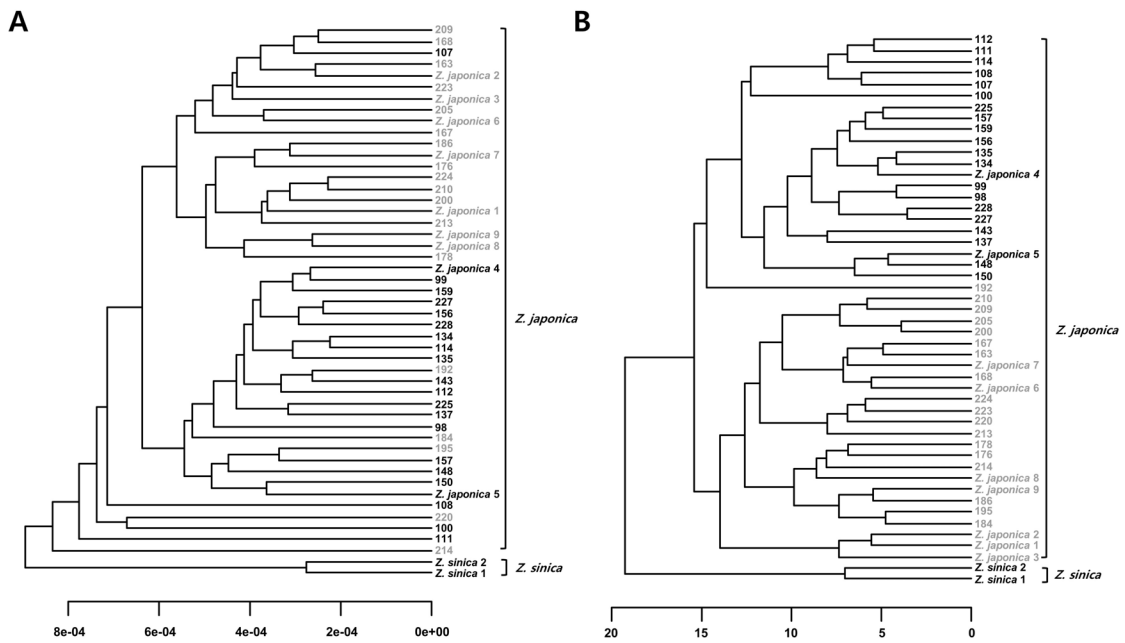 A
209
168
107
163
Z. japonica 2
223
Z. japonica 3
205
Z. japonica 6
167
186
Z. japonica 7
176
224
210
200
Z. japonica 1
213
Z. japonica 9
Z. japonica 8
178
Z. japonica 4
99
159
227
156
228
134
114
135
192
143
112
225
137
98
184
195
157
148
150
Z. japonica 5
108
220
100
111
214
Z. sinica 2
Z. sinica 1
Z. japonica
Z. sinica
8e-04 6e-04 4e-04 2e-04 0e+00
B
112
111
114
108
107
100
225
157
159
156
135
134
Z. japonica 4
99
98
228
227
143
137
Z. japonica 5
148
150
192
210
209
205
200
167
163
Z. japonica 7
168
Z. japonica 6
224
223
220
213
178
176
214
Z. japonica 8
Z. japonica 9
186
195
184
Z. japonica 2
Z. japonica 1
Z. japonica 3
Z. sinica 2
Z. sinica 1
Z. japonica
Z. sinica
20 15 10 5 0